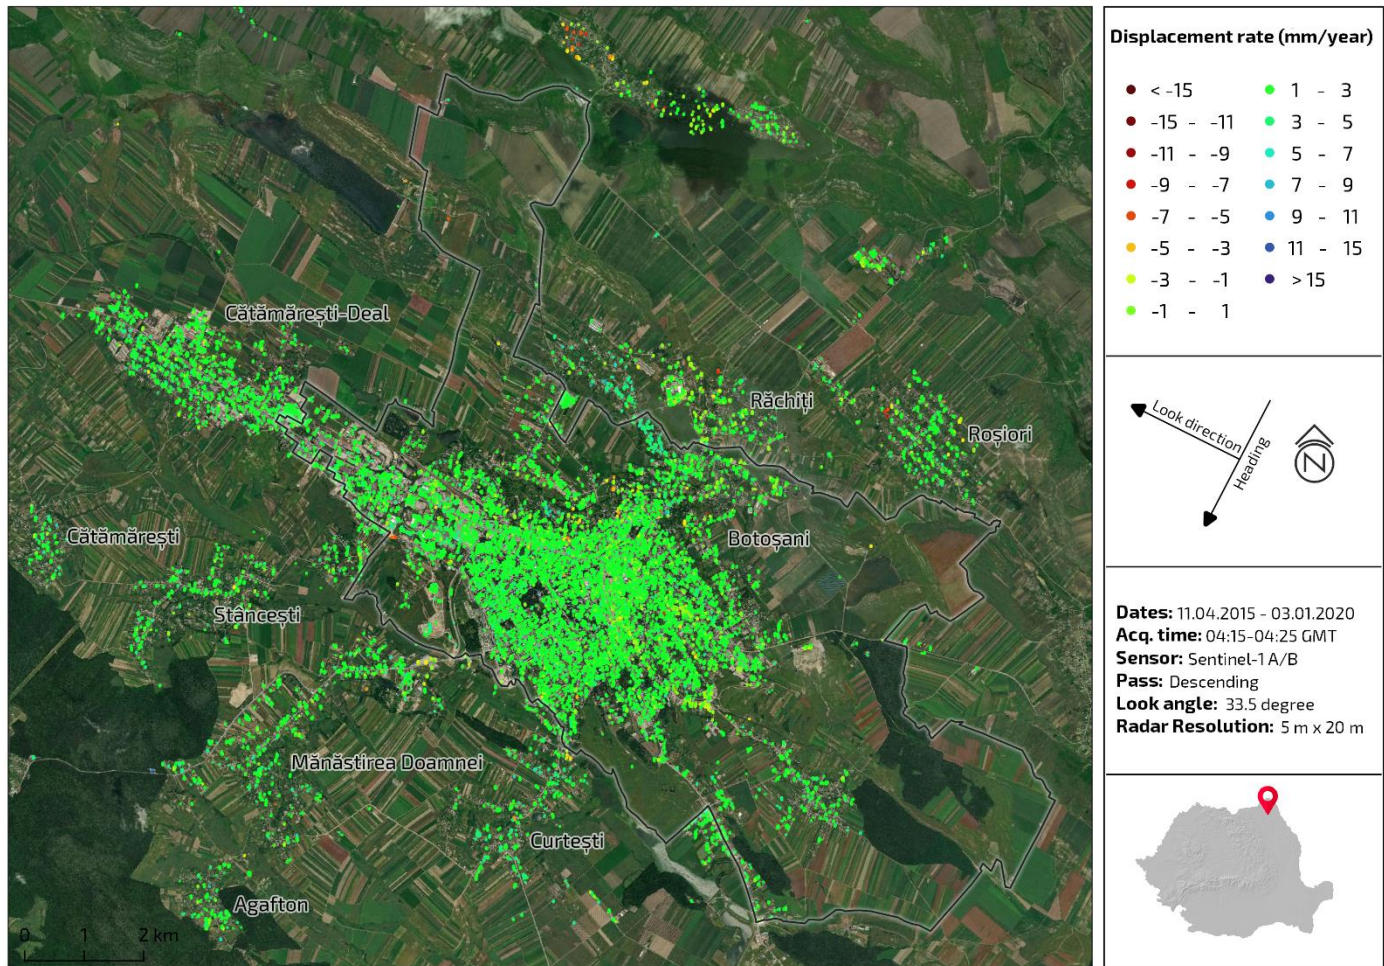 Cătămărești-Deal
Răchiți
Roșiori
Cătămărești
Botoșani
Stâncești
Mănăstirea Doamnei
Curtești
Agafton
0 1 2 km
Displacement rate (mm/year)
< -15
-15 - -11
-11 - -9
-9 - -7
-7 - -5
-5 - -3
-3 - -1
-1 - 1
1 - 3
3 - 5
5 - 7
7 - 9
9 - 11
11 - 15
> 15
Look direction
Heading
N
Dates: 11.04.2015 - 03.01.2020
Acq. time: 04:15-04:25 GMT
Sensor: Sentinel-1 A/B
Pass: Descending
Look angle: 33.5 degree
Radar Resolution: 5 m x 20 m